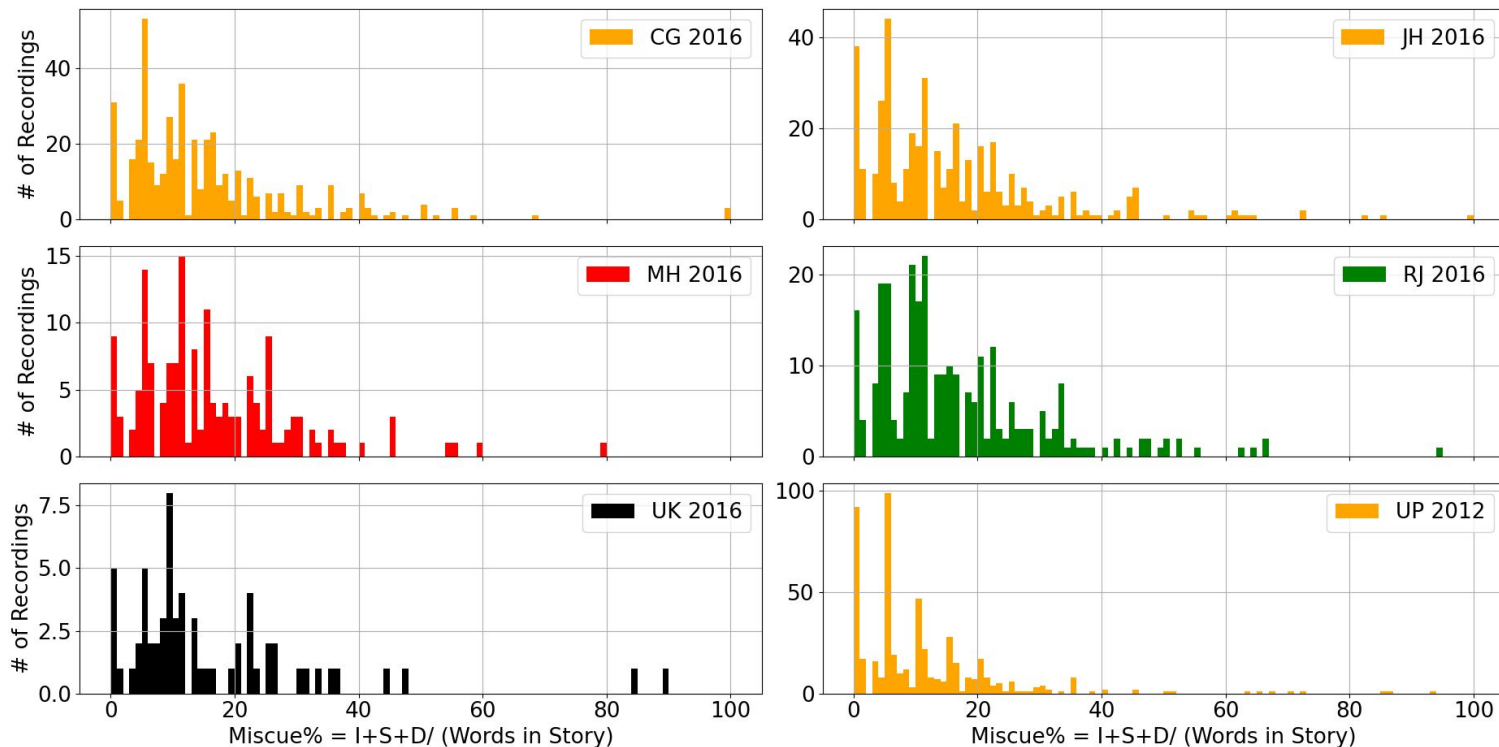 CG 2016
# of Recordings
40
20
0
JH 2016
40
20
0
MH 2016
# of Recordings
15
10
5
0
RJ 2016
20
10
0
UK 2016
# of Recordings
7.5
5.0
2.5
0.0
0 20 40 60 80 100
Miscue% = I+S+D/ (Words in Story)
UP 2012
100
50
0
0 20 40 60 80 100
Miscue% = I+S+D/ (Words in Story)